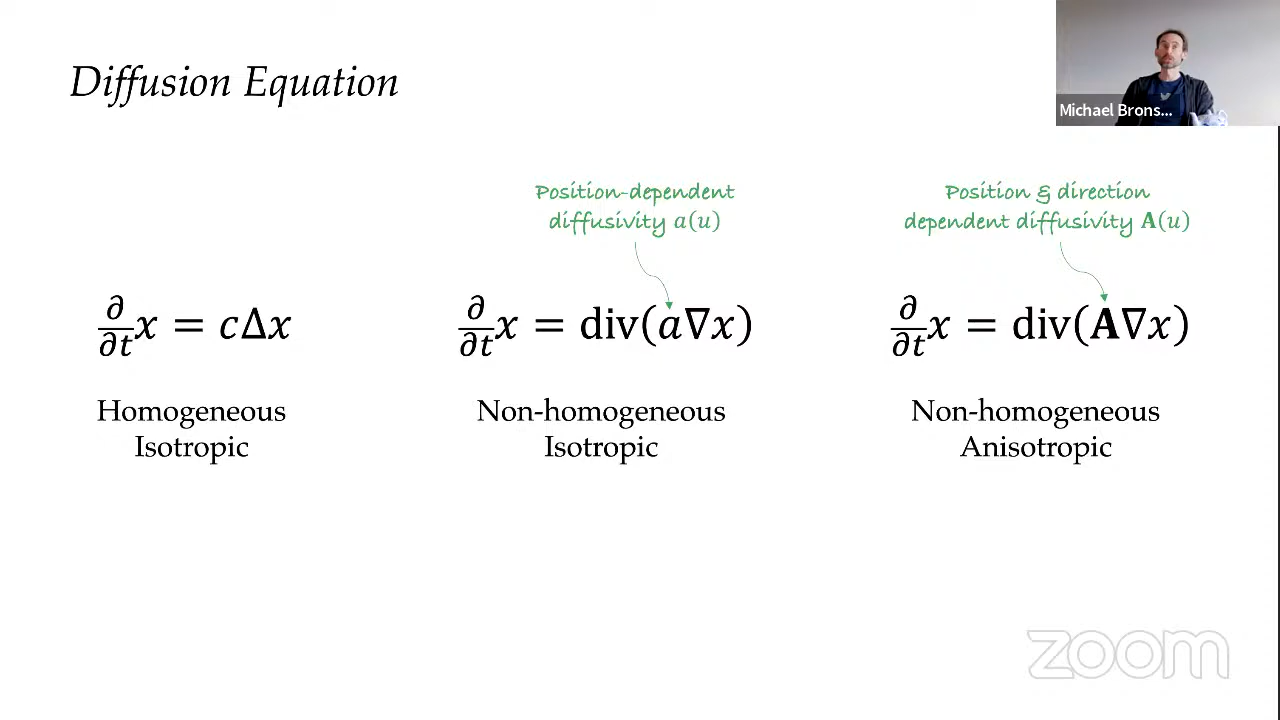 Diffusion Equation
Michael Brons...
Position-dependent
diffusivity a(u)
Position & direction
dependent diffusivity A(u)
∂/∂t x = cΔx
∂/∂t x = div(a∇x)
∂/∂t x = div(A∇x)
Homogeneous
Isotropic
Non-homogeneous
Isotropic
Non-homogeneous
Anisotropic
zoom